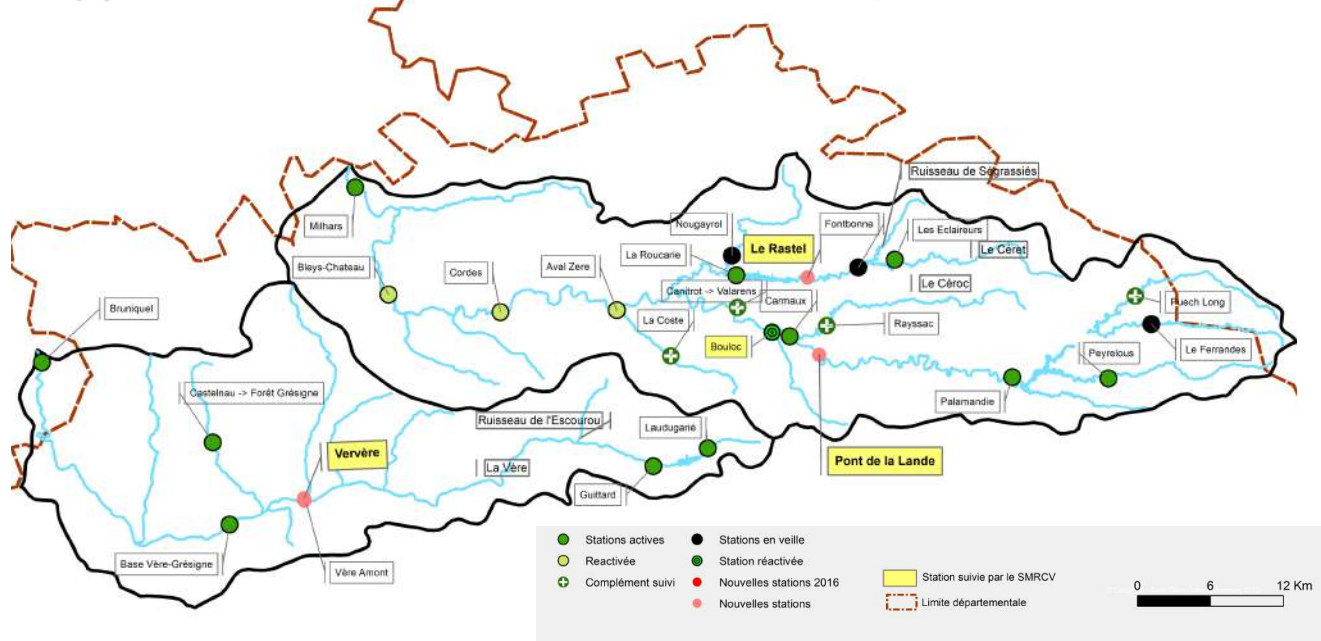 Ruisseau de Ségrassiés
Nougayrol
Fontbonne
Les Eclaireurs
Milhars
Le Rastel
Le Céret
La Roucarie
Bleys-Chateau
Cordes
Aval Zere
Canitrot -> Valarens
Le Céroc
Carmaux
Puech Long
Bruniquel
La Coste
Rayssac
Bouloc
Le Ferrandes
Peyrelous
Castelnau -> Forêt Grésigne
Palamandie
Ruisseau de l'Escourou
Laudugarié
Vervère
La Vère
Pont de la Lande
Guittard
Base Vère-Grésigne
Vère Amont
Stations actives
Reactivée
Complément suivi
Stations en veille
Station réactivée
Nouvelles stations 2016
Nouvelles stations
Station suivie par le SMRCV
Limite départementale
0 6 12 Km